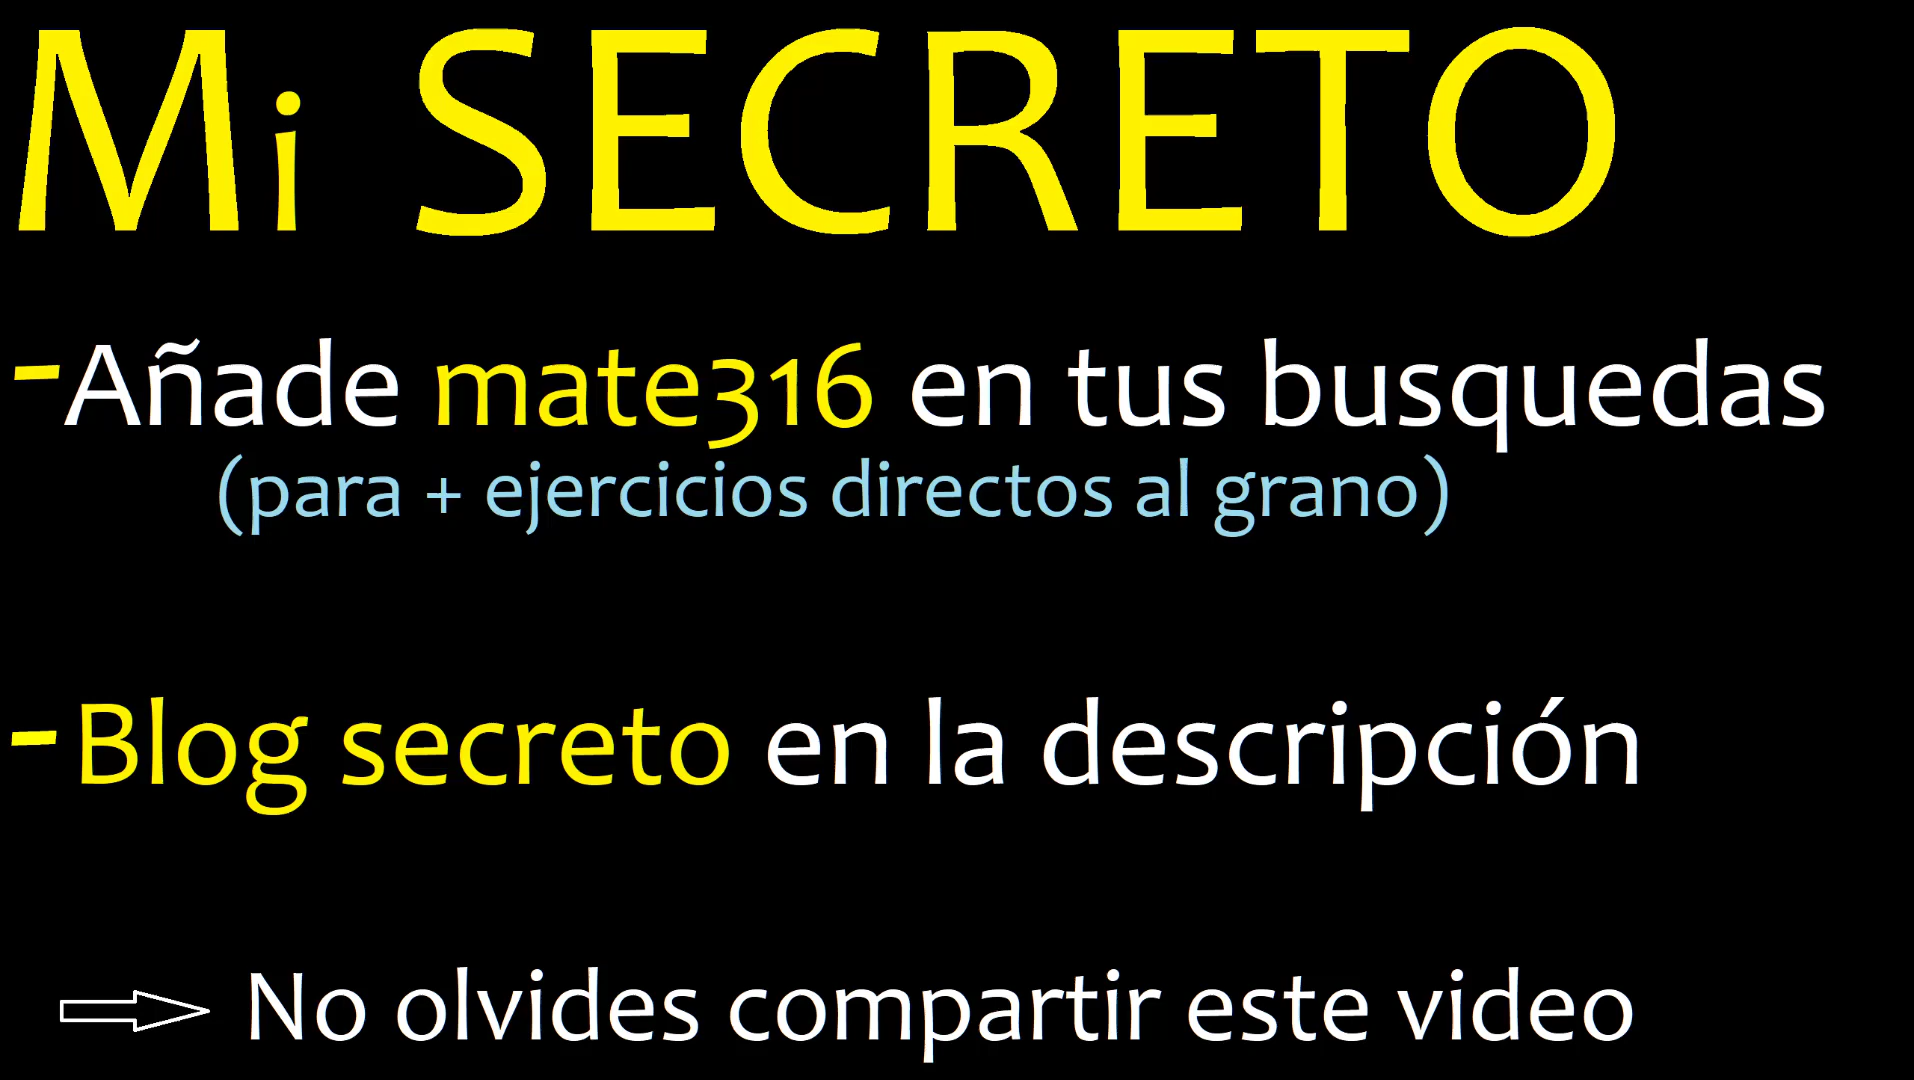 Mi SECRETO
-Añade mate316 en tus busquedas
(para + ejercicios directos al grano)
-Blog secreto en la descripción
No olvides compartir este video